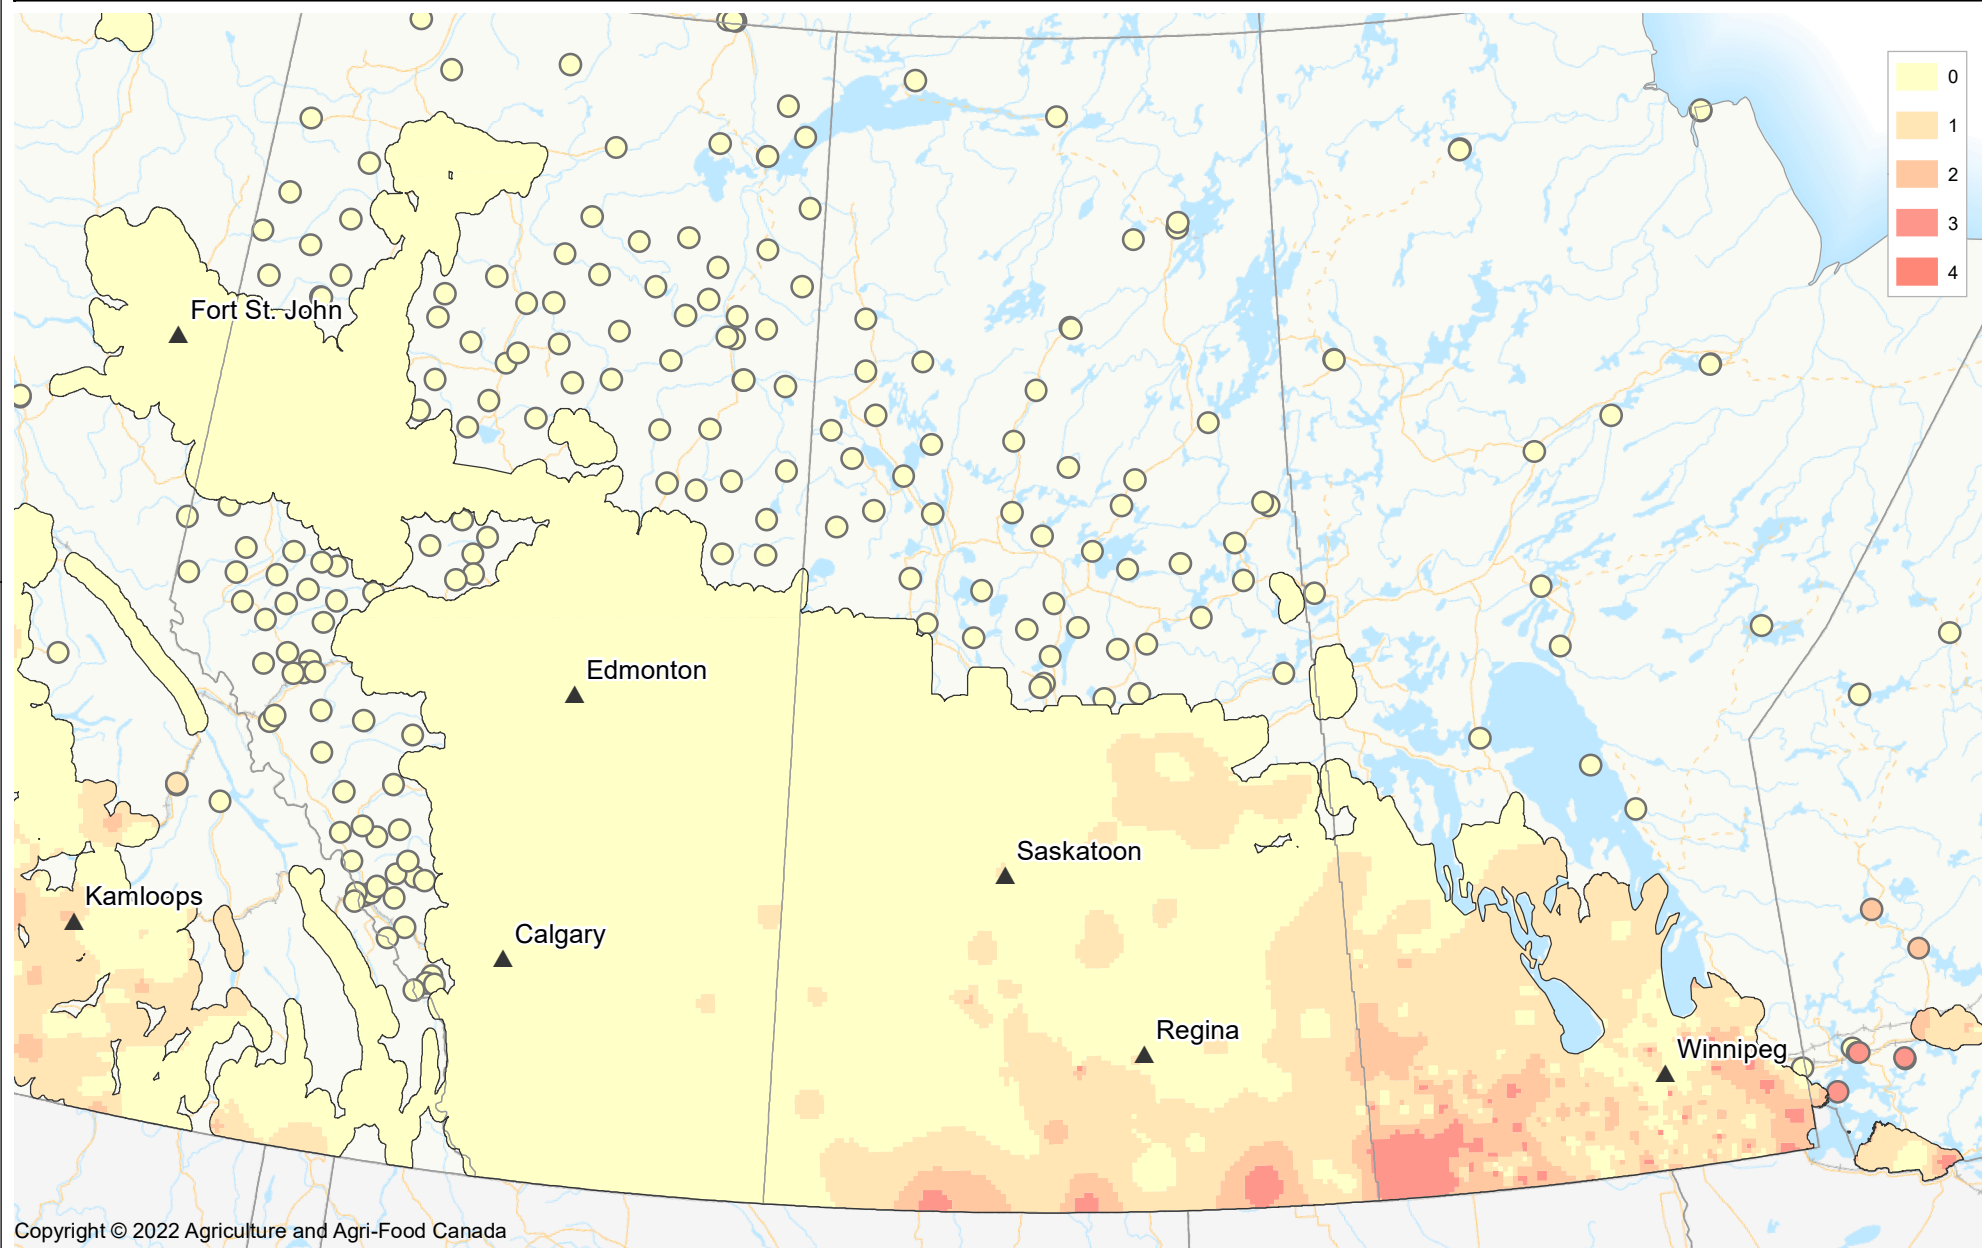 0
1
2
3
4
Fort St. John
Edmonton
Saskatoon
Kamloops
Calgary
Regina
Winnipeg
Copyright © 2022 Agriculture and Agri-Food Canada